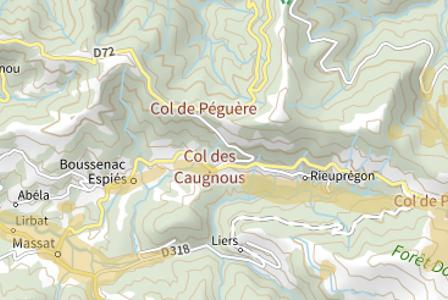 D72
nou
Col de Péguère
Boussenac
Espiés
Col des
Caugnous
Rieuprégon
Abéla
Col de P
Lirbat
Massat
D318
Liers
Forêt Do